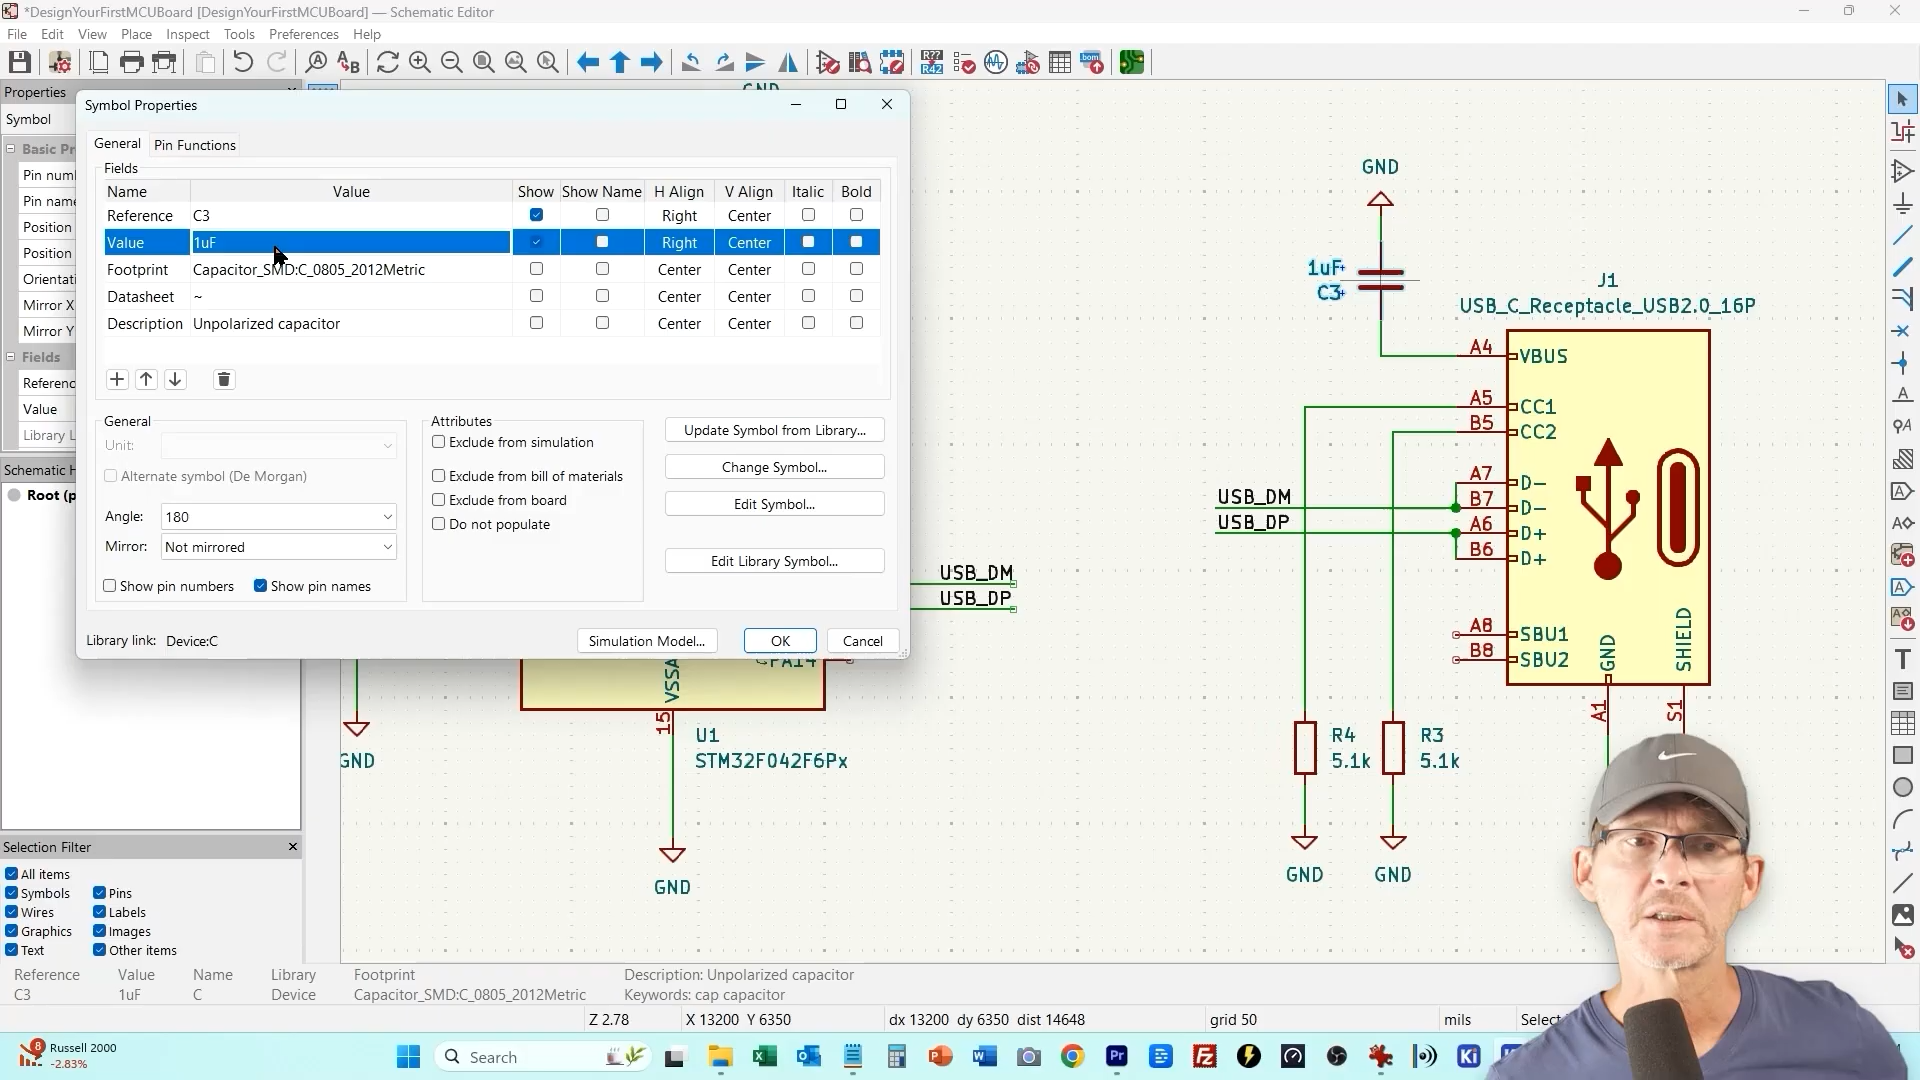 *DesignYourFirstMCUBoard [DesignYourFirstMCUBoard] — Schematic Editor
File Edit View Place Inspect Tools Preferences Help
Properties
Symbol
Basic Pr
Pin num
Pin name
Position
Position
Orientati
Mirror X
Mirror Y
Fields
Referenc
Value
Library L
Schematic H
Root (p
Symbol Properties
General Pin Functions
Fields
Name Value Show Show Name H Align V Align Italic Bold
Reference C3 Right Center
Value 1uF Right Center
Footprint Capacitor_SMD:C_0805_2012Metric Center Center
Datasheet ~ Center Center
Description Unpolarized capacitor Center Center
General
Unit:
Alternate symbol (De Morgan)
Angle: 180
Mirror: Not mirrored
Show pin numbers Show pin names
Attributes
Exclude from simulation
Exclude from bill of materials
Exclude from board
Do not populate
Update Symbol from Library...
Change Symbol...
Edit Symbol...
Edit Library Symbol...
Library link: Device:C
Simulation Model... OK Cancel
GND
GND
1uF
C3
J1
USB_C_Receptacle_USB2.0_16P
A4 VBUS
A5 CC1
B5 CC2
A7 D-
B7 D-
A6 D+
B6 D+
A8 SBU1
B8 SBU2
GND
SHIELD
A1
S1
USB_DM
USB_DP
USB_DM
USB_DP
PA14
VSSA
15
U1
STM32F042F6Px
GND
GND
R4
5.1k
R3
5.1k
GND
GND
Selection Filter
All items
Symbols Pins
Wires Labels
Graphics Images
Text Other items
Reference Value Name Library Footprint Description: Unpolarized capacitor
C3 1uF C Device Capacitor_SMD:C_0805_2012Metric Keywords: cap capacitor
Z 2.78 X 13200 Y 6350 dx 13200 dy 6350 dist 14648 grid 50 mils Select
8 Russell 2000
-2.83%
Search